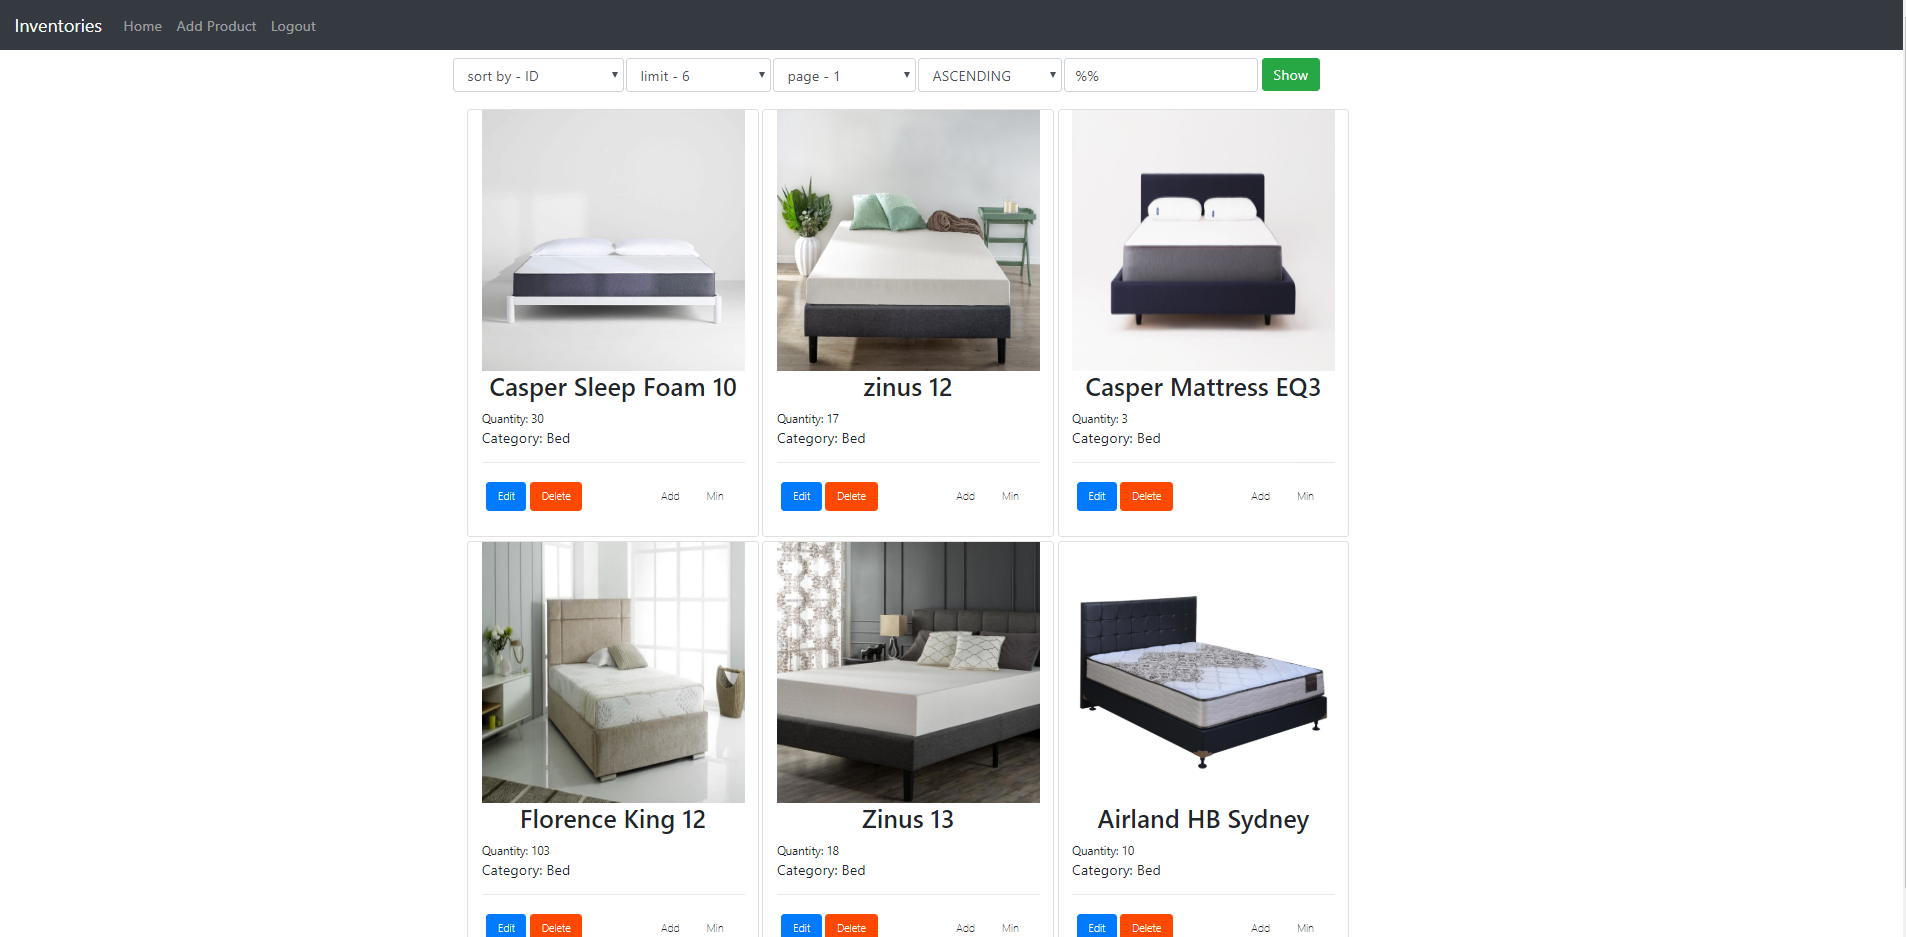 Inventories Home Add Product Logout
sort by - ID limit - 6 page - 1 ASCENDING %% Show
Casper Sleep Foam 10
Quantity: 30
Category: Bed
Edit Delete Add Min
zinus 12
Quantity: 17
Category: Bed
Edit Delete Add Min
Casper Mattress EQ3
Quantity: 3
Category: Bed
Edit Delete Add Min
Florence King 12
Quantity: 103
Category: Bed
Edit Delete Add Min
Zinus 13
Quantity: 18
Category: Bed
Edit Delete Add Min
Airland HB Sydney
Quantity: 10
Category: Bed
Edit Delete Add Min